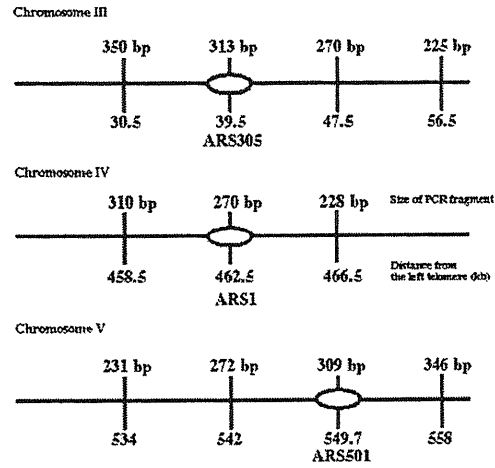 Chromosome III
350 bp 313 bp 270 bp 225 bp
30.5 39.5 47.5 56.5
ARS305
Chromosome IV
310 bp 270 bp 228 bp Size of PCR fragment
458.5 462.5 466.5 Distance from
the left telomere (kb)
ARS1
Chromosome V
231 bp 272 bp 309 bp 346 bp
534 542 549.7 558
ARS501